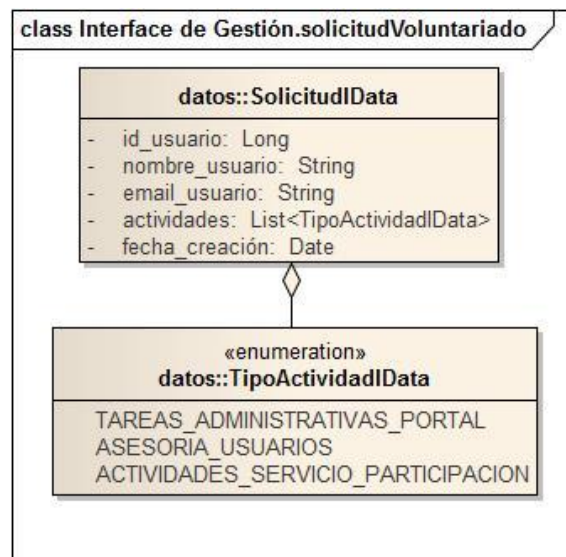 class Interface de Gestión.solicitudVoluntariado
datos::SolicitudIData
- id_usuario: Long
- nombre_usuario: String
- email_usuario: String
- actividades: List<TipoActividadIData>
- fecha_creación: Date
«enumeration»
datos::TipoActividadIData
TAREAS_ADMINISTRATIVAS_PORTAL
ASESORIA_USUARIOS
ACTIVIDADES_SERVICIO_PARTICIPACION